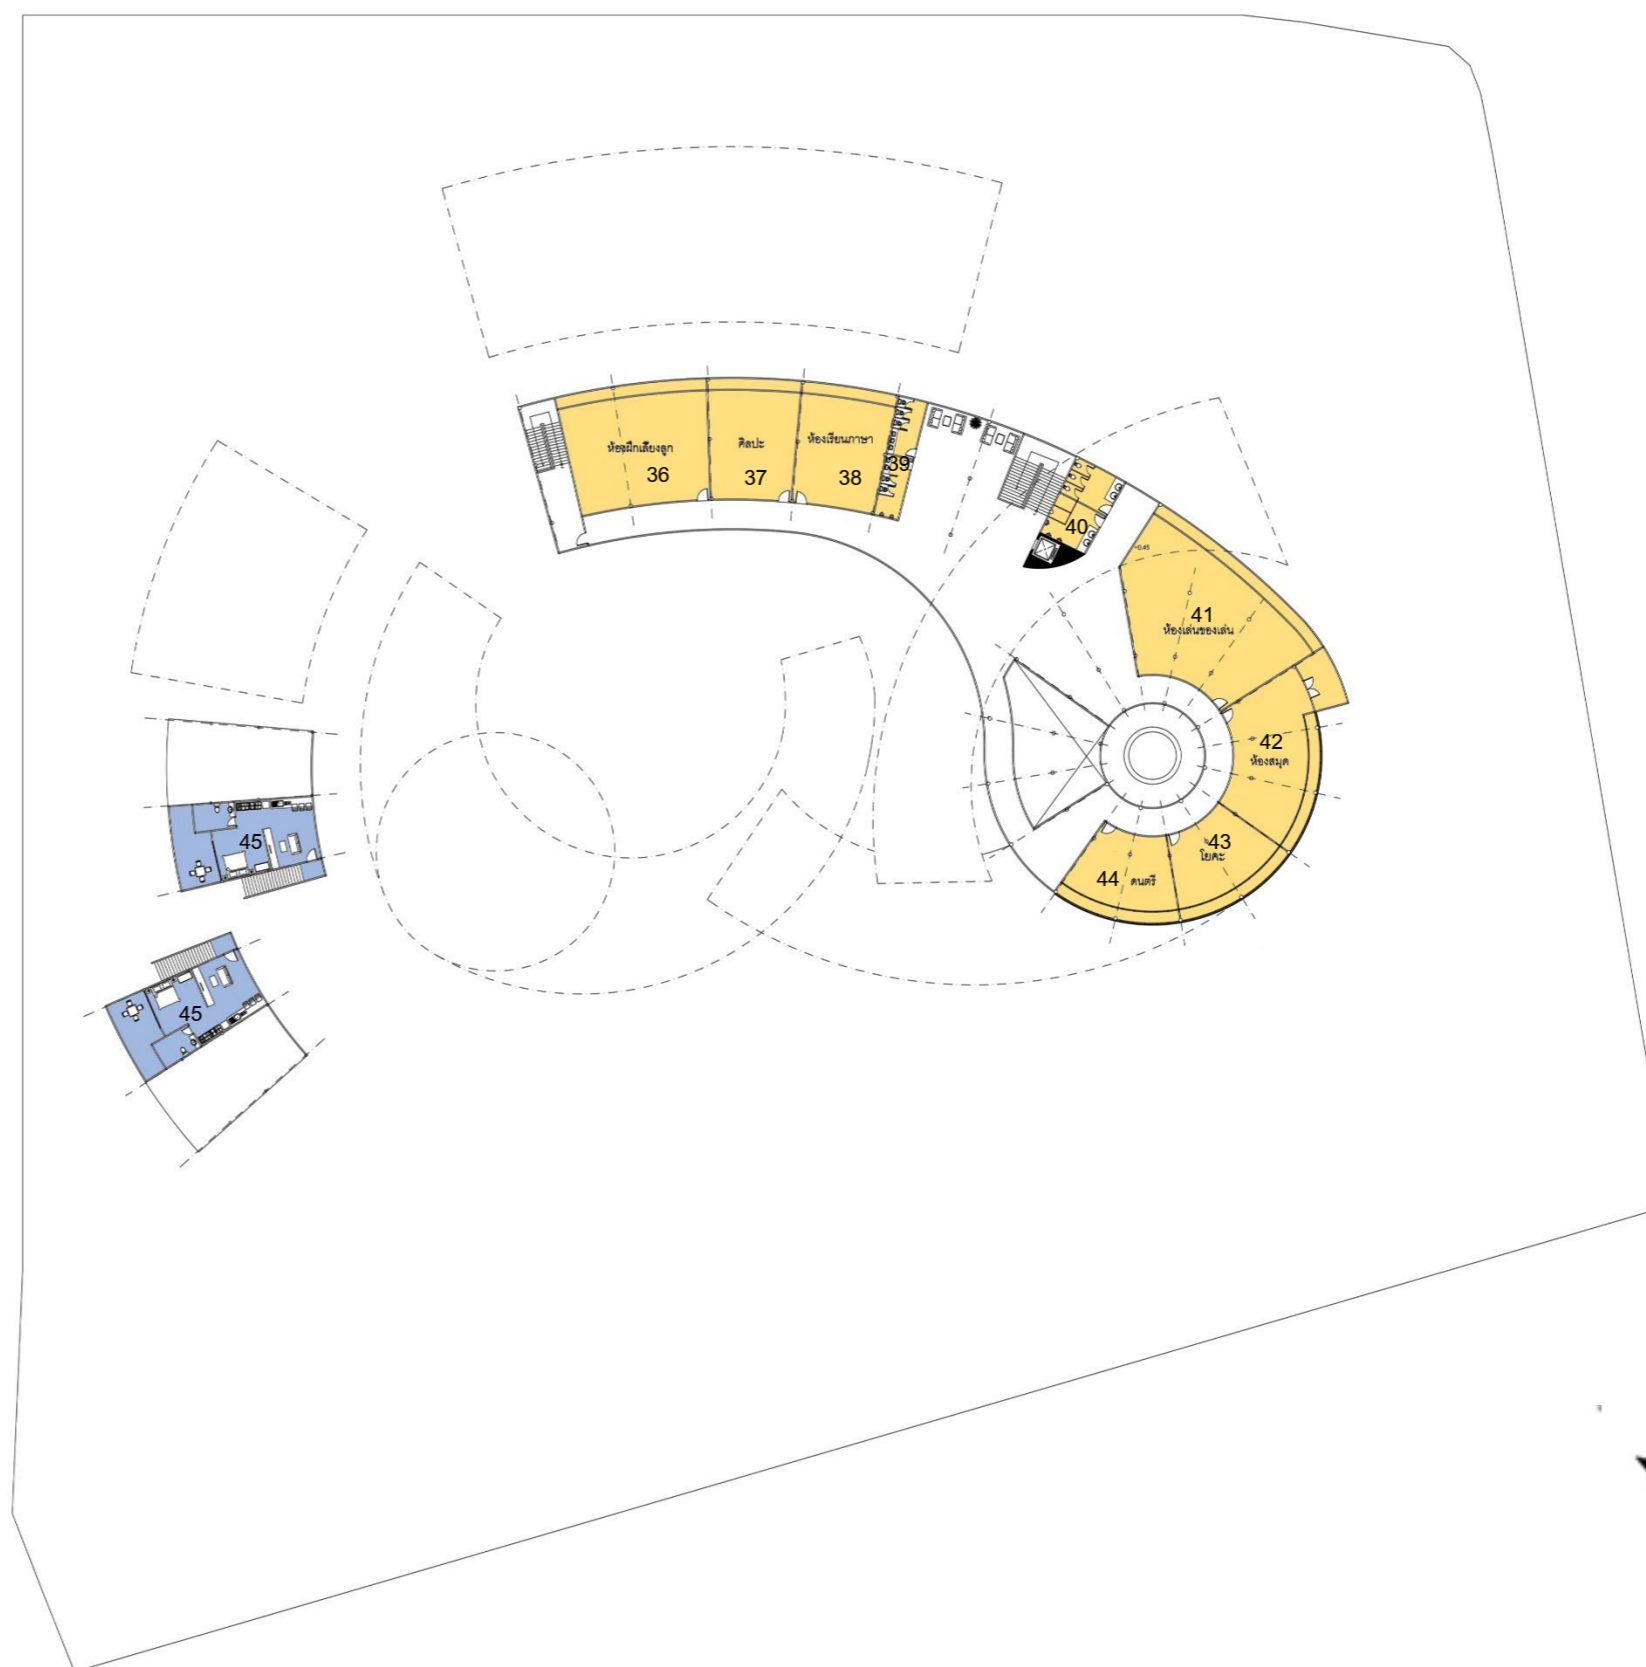 ห้องฝึกเลี้ยงลูก
36
ศิลปะ
37
ห้องเรียนภาษา
38
39
40
+0.45
41
ห้องเล่นของเล่น
42
ห้องสมุด
43
โยคะ
44
ดนตรี
45
45